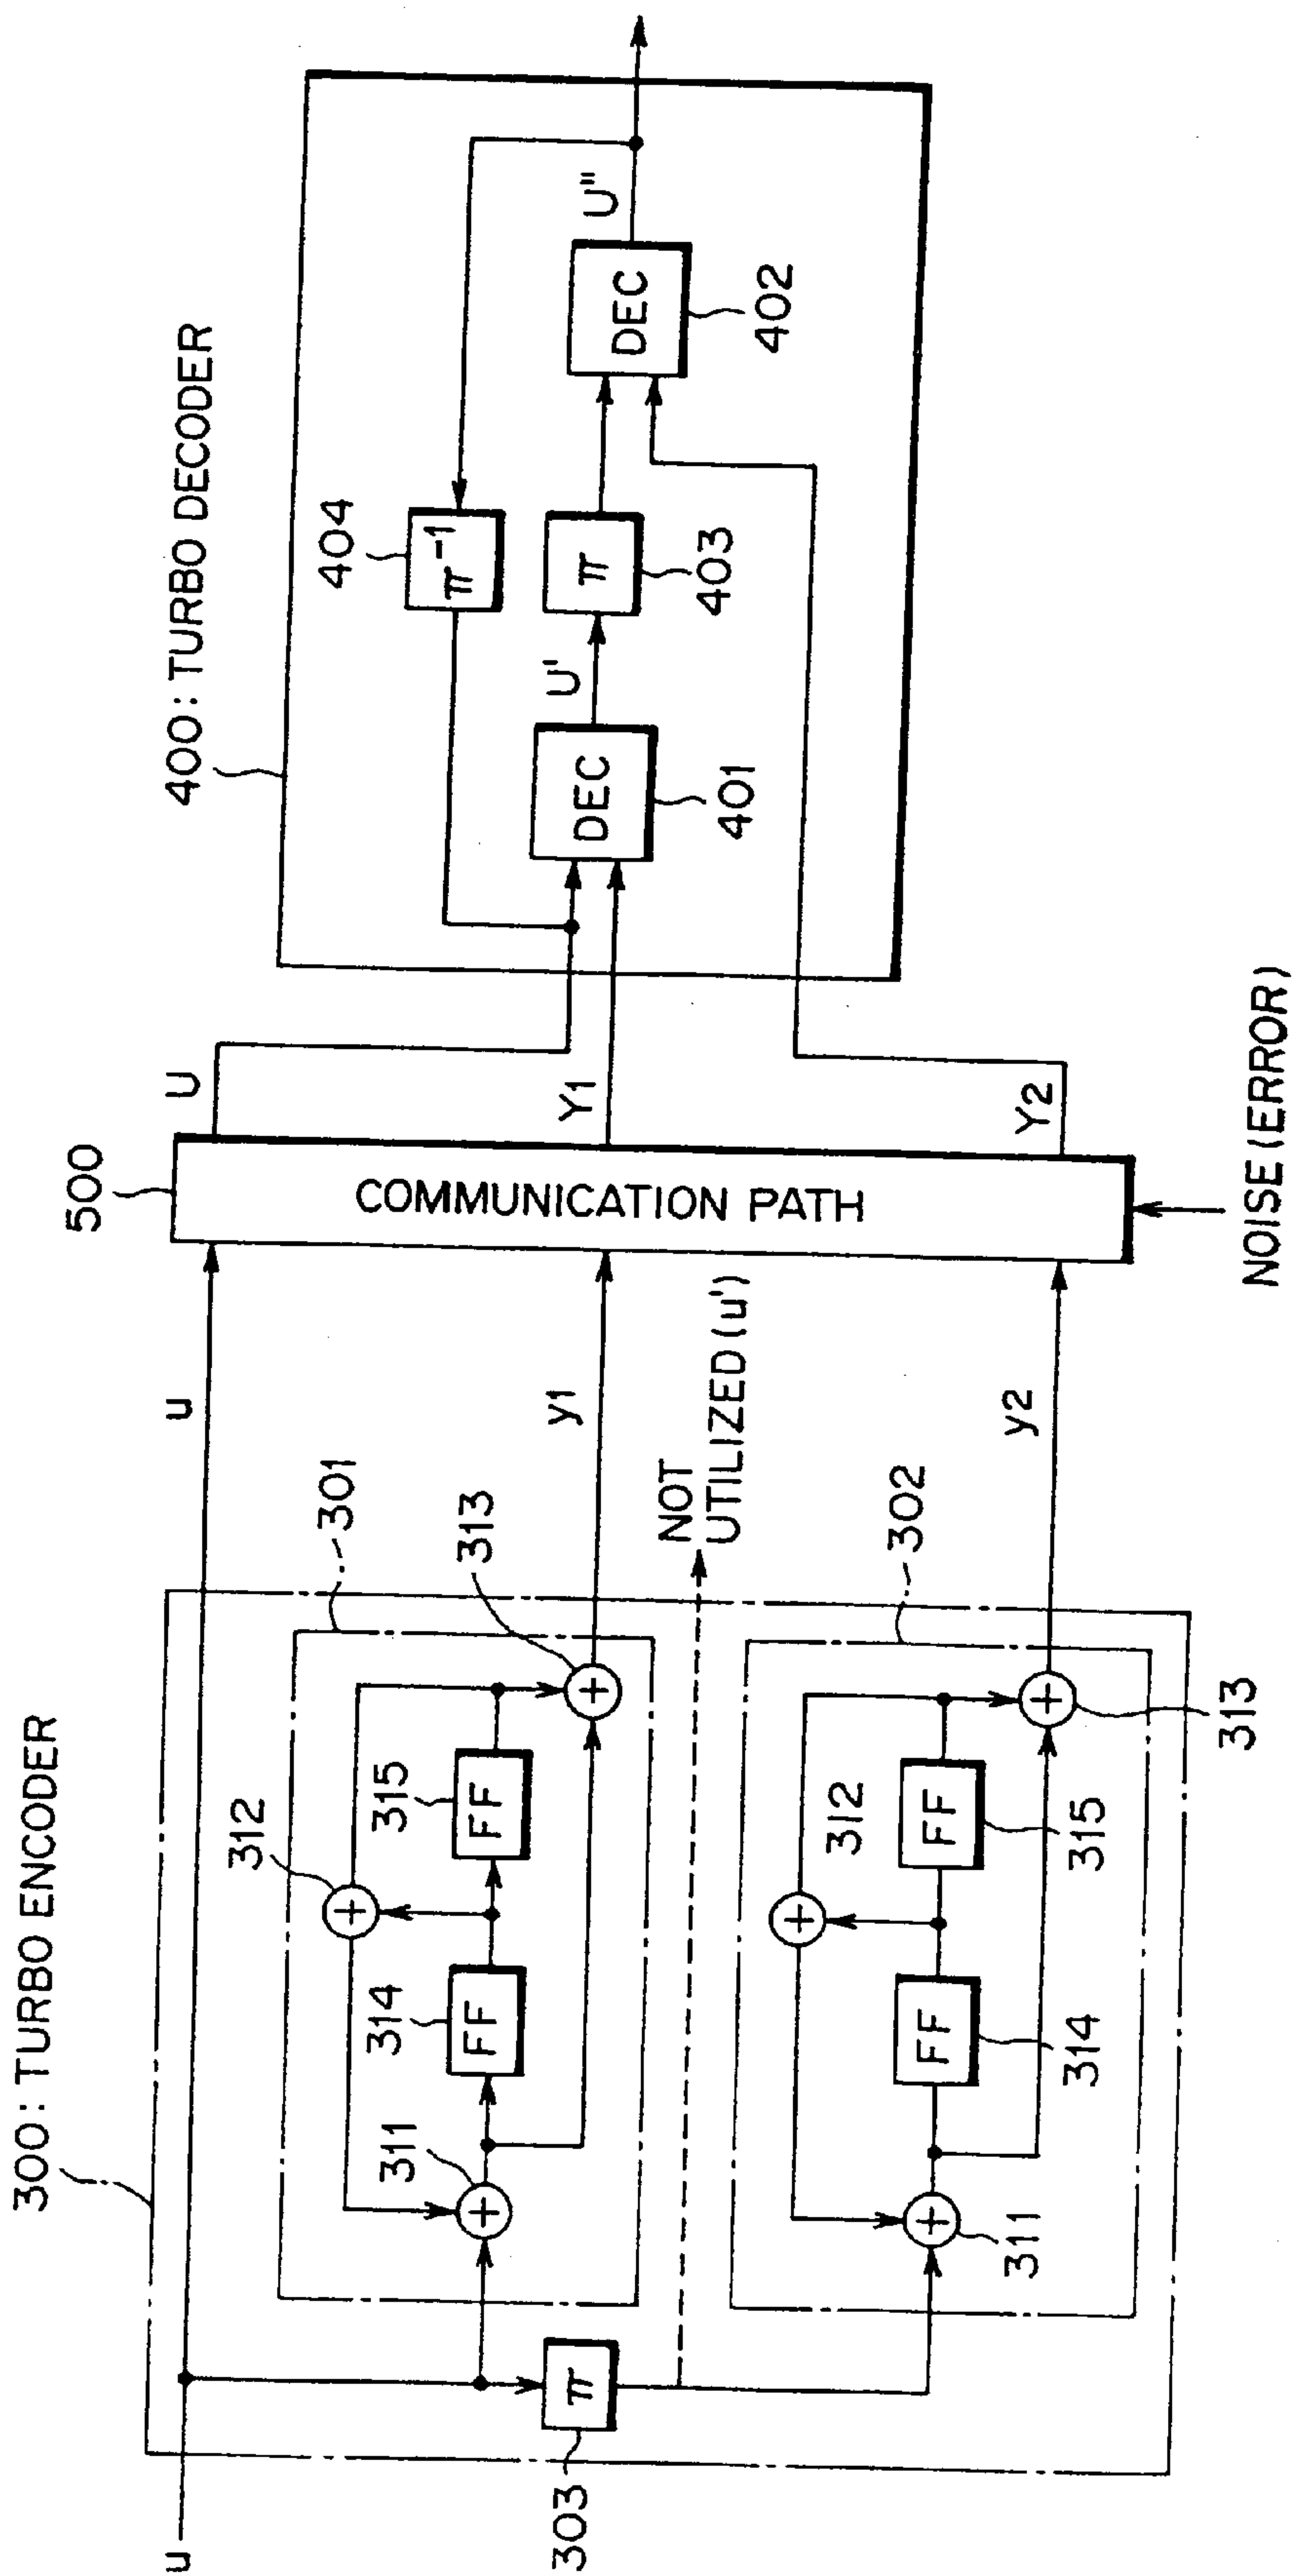 300: TURBO ENCODER
u
u
301
312
315
314
313
311
FF
FF
y1
303
π
NOT
UTILIZED (u')
302
312
FF
FF
315
314
311
313
y2
500
COMMUNICATION PATH
NOISE (ERROR)
U
Y1
Y2
400: TURBO DECODER
404
π⁻¹
DEC
401
U'
π
403
DEC
402
U''